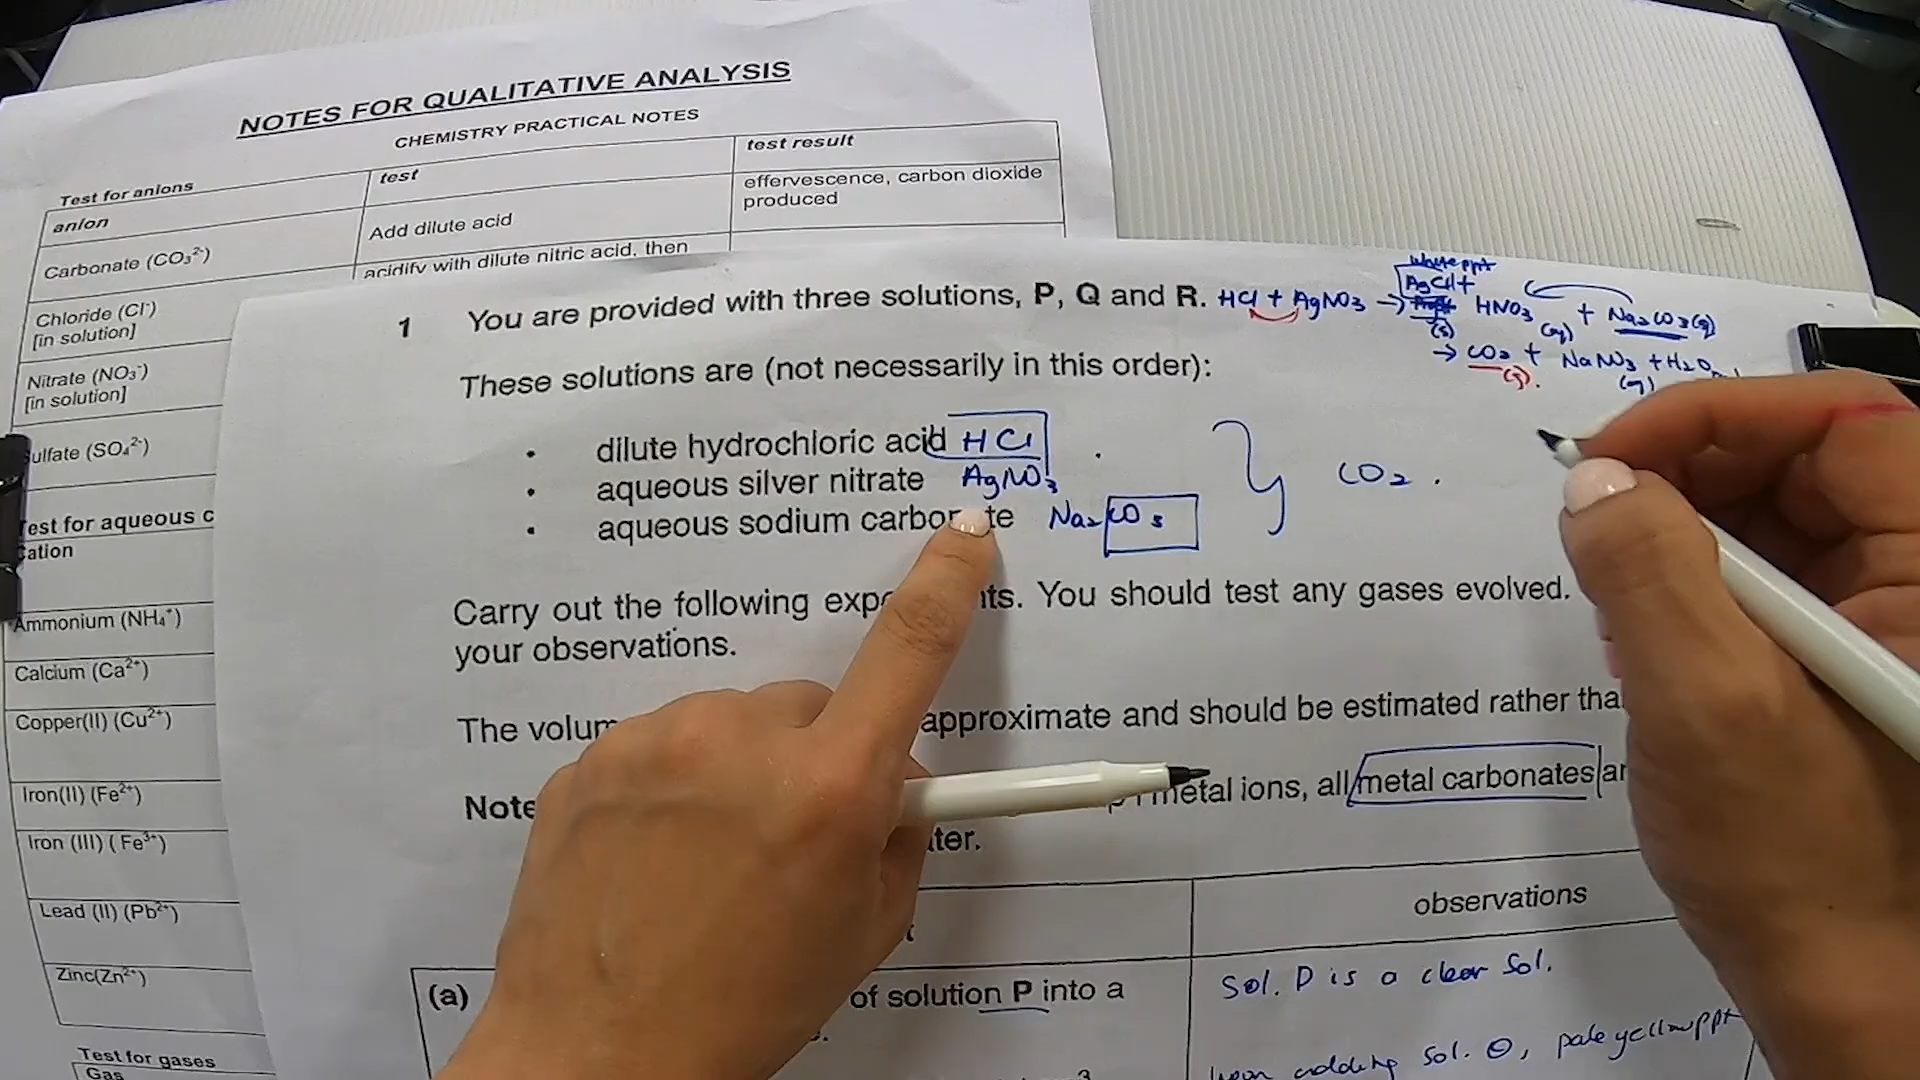 NOTES FOR QUALITATIVE ANALYSIS
CHEMISTRY PRACTICAL NOTES
Test for anions
anion
test
test result
Carbonate (CO₃²⁻)
Add dilute acid
effervescence, carbon dioxide
produced
Chloride (Cl⁻)
[in solution]
acidify with dilute nitric acid, then
Nitrate (NO₃⁻)
[in solution]
ulfate (SO₄²⁻)
est for aqueous c
ation
Ammonium (NH₄⁺)
Calcium (Ca²⁺)
Copper(II) (Cu²⁺)
Iron(II) (Fe²⁺)
Iron (III) ( Fe³⁺)
Lead (II) (Pb²⁺)
Zinc(Zn²⁺)
Test for gases
Gas
white ppt
AgCl +
1 You are provided with three solutions, P, Q and R. HCl + AgNO₃ → HNO₃ + Na₂CO₃(aq)
(s) (aq)
→ CO₂ + NaNO₃ + H₂O
(g). (aq)
These solutions are (not necessarily in this order):
• dilute hydrochloric acid HCl
• aqueous silver nitrate AgNO₃
• aqueous sodium carbo te Na₂CO₃
CO₂.
Carry out the following exp nts. You should test any gases evolved.
your observations.
The volum approximate and should be estimated rather tha
Note metal ions, all metal carbonates ar
ter.
observations
(a) of solution P into a
Sol. P is a clear sol.
upon adding sol. Q, pale yellow ppt